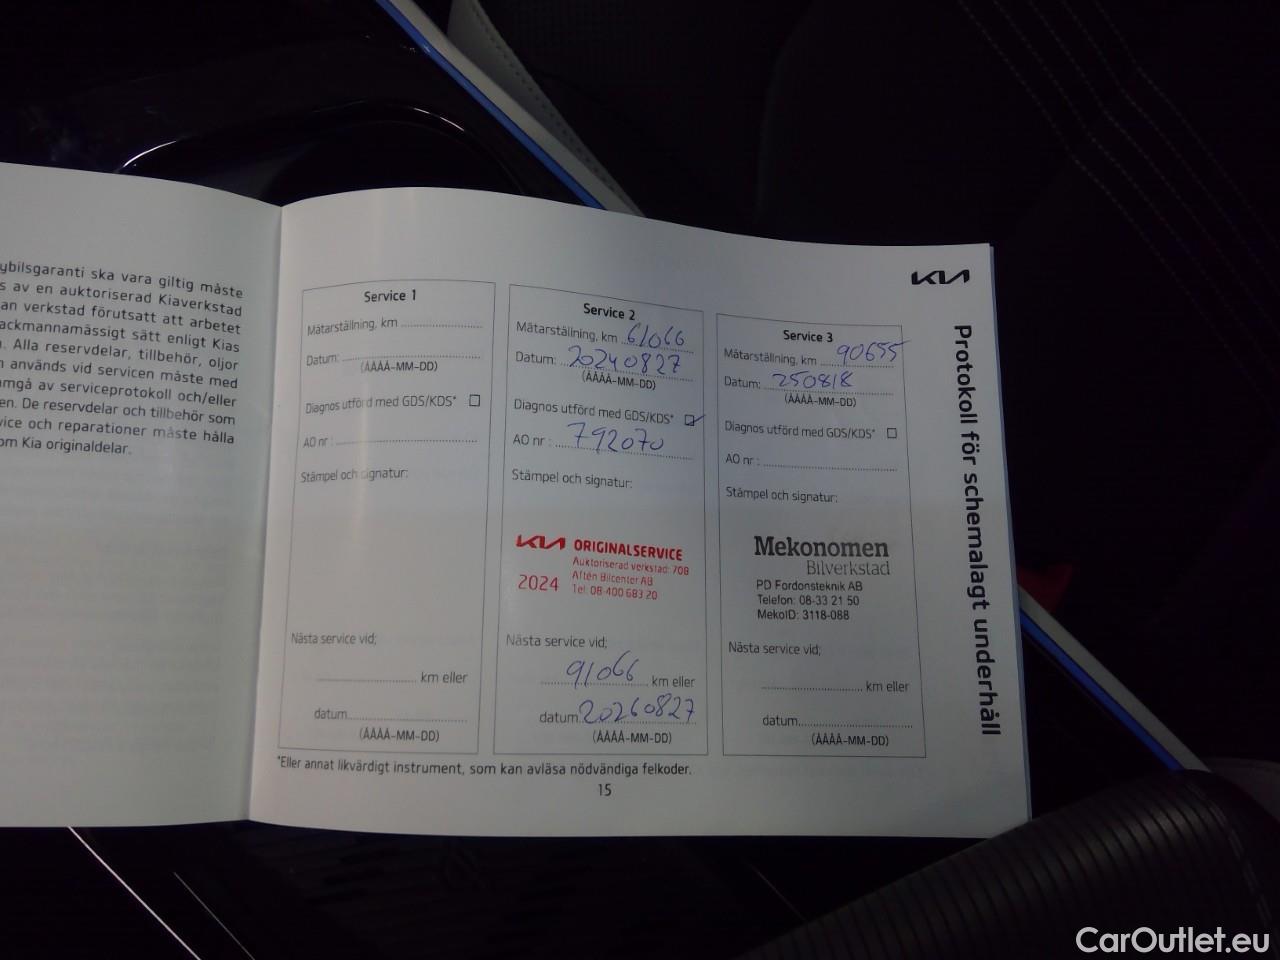 ybilsgaranti ska vara giltig måste
s av en auktoriserad Kiaverkstad
an verkstad förutsatt att arbetet
ackmannamässigt sätt enligt Kias
. Alla reservdelar, tillbehör, oljor
n används vid servicen måste med
amgå av serviceprotokoll och/eller
en. De reservdelar och tillbehör som
vice och reparationer måste hålla
om Kia originaldelar.
KIA
Protokoll för schemalagt underhåll
Service 1
Mätarställning, km
Datum:
(ÅÅÅÅ-MM-DD)
Diagnos utförd med GDS/KDS* ☐
AO nr :
Stämpel och signatur:
Nästa service vid;
km eller
datum
(ÅÅÅÅ-MM-DD)
Service 2
Mätarställning, km 61066
Datum: 20240827
(ÅÅÅÅ-MM-DD)
Diagnos utförd med GDS/KDS* ☑
AO nr : 792070
Stämpel och signatur:
KIA ORIGINALSERVICE
Auktoriserad verkstad: 708
2024 Aftén Bilcenter AB
Tel: 08-400 683 20
Nästa service vid;
91066 km eller
datum 20260827
(ÅÅÅÅ-MM-DD)
Service 3
Mätarställning, km 90655
Datum: 250818
(ÅÅÅÅ-MM-DD)
Diagnos utförd med GDS/KDS* ☐
AO nr :
Stämpel och signatur:
Mekonomen
Bilverkstad
PD Fordonsteknik AB
Telefon: 08-33 21 50
MekoID: 3118-088
Nästa service vid;
km eller
datum
(ÅÅÅÅ-MM-DD)
*Eller annat likvärdigt instrument, som kan avläsa nödvändiga felkoder.
15
CarOutlet.eu